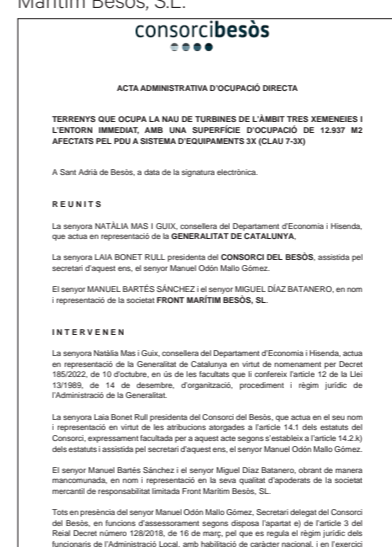 Marítim Besòs, S.L.
consorcibesòs
ACTA ADMINISTRATIVA D'OCUPACIÓ DIRECTA
TERRENYS QUE OCUPA LA NAU DE TURBINES DE L'ÀMBIT TRES XEMENEIES I
L'ENTORN IMMEDIAT, AMB UNA SUPERFÍCIE D'OCUPACIÓ DE 12.937 M2
AFECTATS PEL PDU A SISTEMA D'EQUIPAMENTS 3X (CLAU 7-3X)
A Sant Adrià de Besòs, a data de la signatura electrònica.
R E U N I T S
La senyora NATÀLIA MAS I GUIX, consellera del Departament d'Economia i Hisenda,
que actua en representació de la GENERALITAT DE CATALUNYA,
La senyora LAIA BONET RULL presidenta del CONSORCI DEL BESÒS, assistida pel
secretari d'aquest ens, el senyor Manuel Odón Mallo Gómez.
El senyor MANUEL BARTÉS SÁNCHEZ i el senyor MIGUEL DÍAZ BATANERO, en nom
i representació de la societat FRONT MARÍTIM BESÒS, SL.
I N T E R V E N E N
La senyora Natàlia Mas i Guix, consellera del Departament d'Economia i Hisenda, actua
en representació de la Generalitat de Catalunya en virtut de nomenament per Decret
185/2022, de 10 d'octubre, en ús de les facultats que li confereix l'article 12 de la Llei
13/1989, de 14 de desembre, d'organització, procediment i règim jurídic de
l'Administració de la Generalitat.
La senyora Laia Bonet Rull presidenta del Consorci del Besòs, que actua en el seu nom
i representació en virtut de les atribucions atorgades a l'article 14.1 dels estatuts del
Consorci, expressament facultada per a aquest acte segons s'estableix a l'article 14.2.k)
dels estatuts i assistida pel secretari d'aquest ens, el senyor Manuel Odón Mallo Gómez.
El senyor Manuel Bartés Sánchez i el senyor Miguel Díaz Batanero, obrant de manera
mancomunada, en nom i representació en la seva qualitat d'apoderats de la societat
mercantil de responsabilitat limitada Front Marítim Besòs, SL.
Tots en presència del senyor Manuel Odón Mallo Gómez, Secretari delegat del Consorci
del Besòs, en funcions d'assessorament segons disposa l'apartat e) de l'article 3 del
Reial Decret número 128/2018, de 16 de març, pel que es regula el règim jurídic dels
funcionaris de l'Administració Local, amb habilitació de caràcter nacional, i en l'exercici